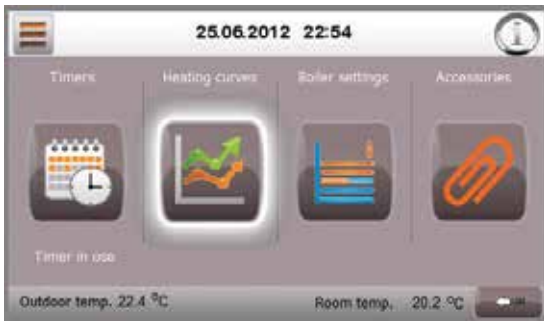 25.06.2012 22:54
Timers Heating curves Boiler settings Accessories
Timer in use
Outdoor temp. 22.4 °C Room temp. 20.2 °C